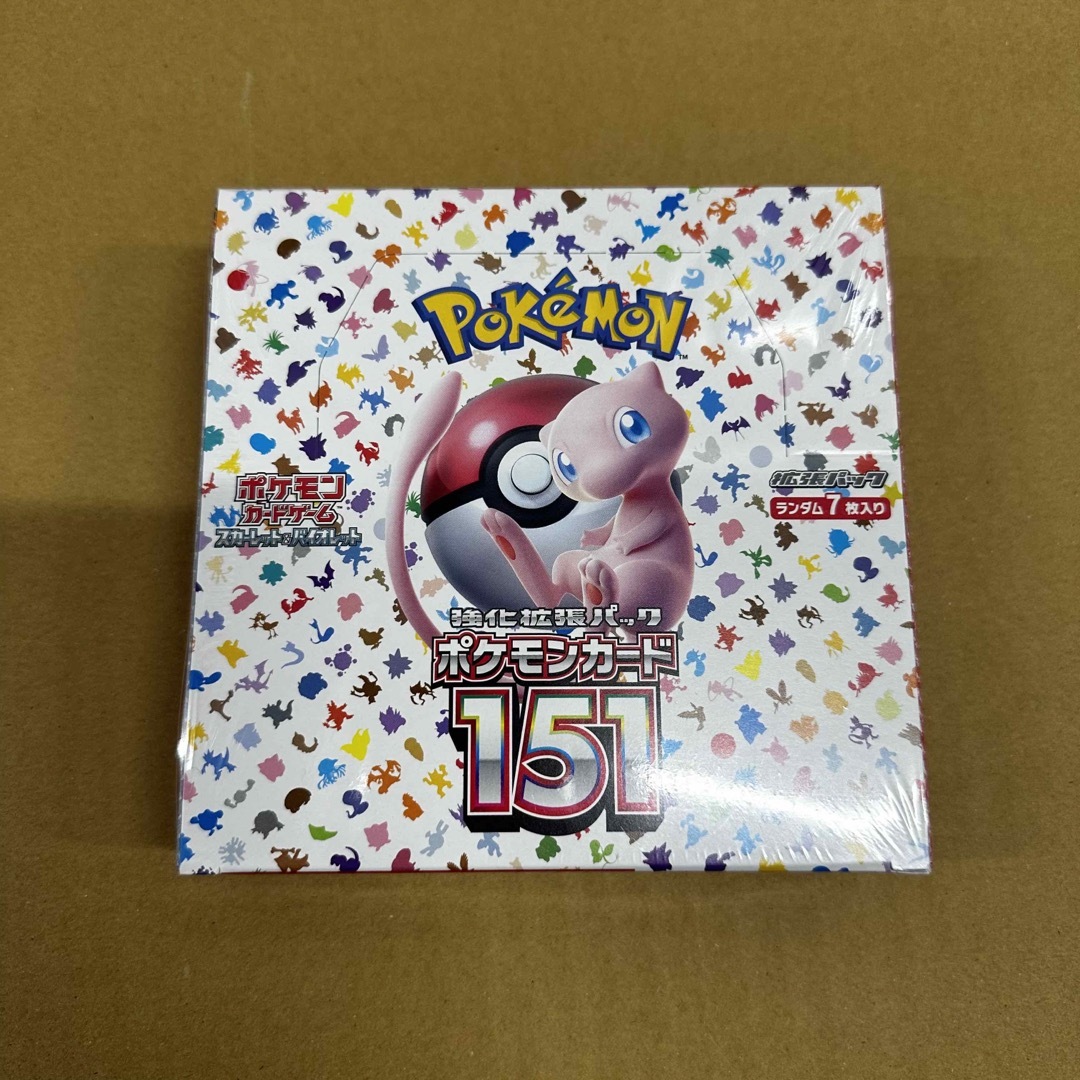 POKéMON
TM
ポケモン
カードゲーム
スカーレット&バイオレット
拡張パック
ランダム7枚入り
強化拡張パック
ポケモンカード
151